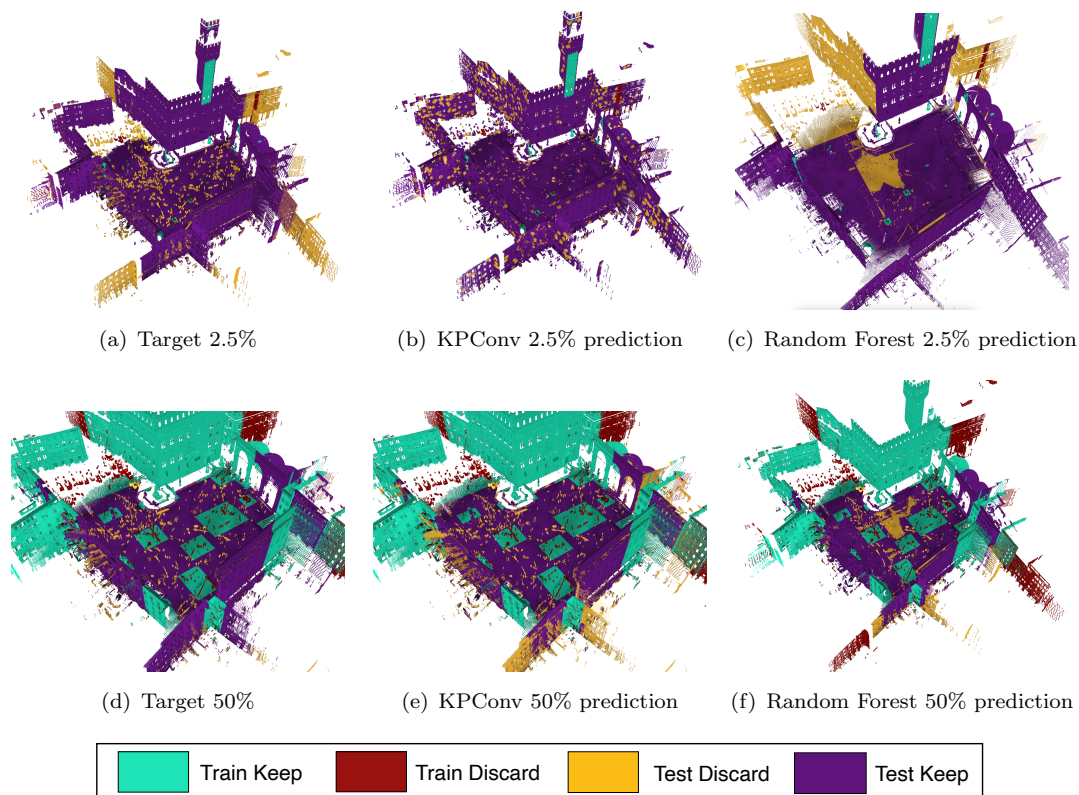 (a) Target 2.5%
(b) KPConv 2.5% prediction
(c) Random Forest 2.5% prediction
(d) Target 50%
(e) KPConv 50% prediction
(f) Random Forest 50% prediction
Train Keep
Train Discard
Test Discard
Test Keep